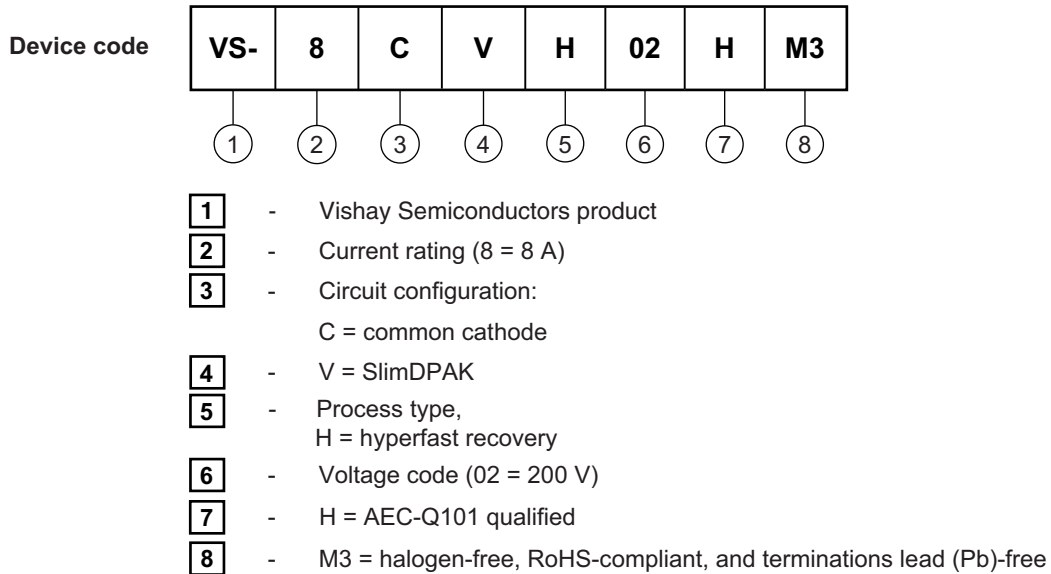 Device code VS- 8 C V H 02 H M3
1 2 3 4 5 6 7 8
1 - Vishay Semiconductors product
2 - Current rating (8 = 8 A)
3 - Circuit configuration:
C = common cathode
4 - V = SlimDPAK
5 - Process type,
H = hyperfast recovery
6 - Voltage code (02 = 200 V)
7 - H = AEC-Q101 qualified
8 - M3 = halogen-free, RoHS-compliant, and terminations lead (Pb)-free